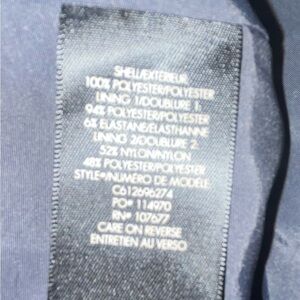 SHELL/EXTÉRIEUR:
100% POLYESTER/POLYESTER
LINING 1/DOUBLURE 1:
94% POLYESTER/POLYESTER
6% ELASTANE/ELASTHANNE
LINING 2/DOUBLURE 2:
52% NYLON/NYLON
48% POLYESTER/POLYESTER
STYLE#/NUMÉRO DE MODÈLE:
C612696274
PO# 114970
RN# 107677
CARE ON REVERSE
ENTRETIEN AU VERSO